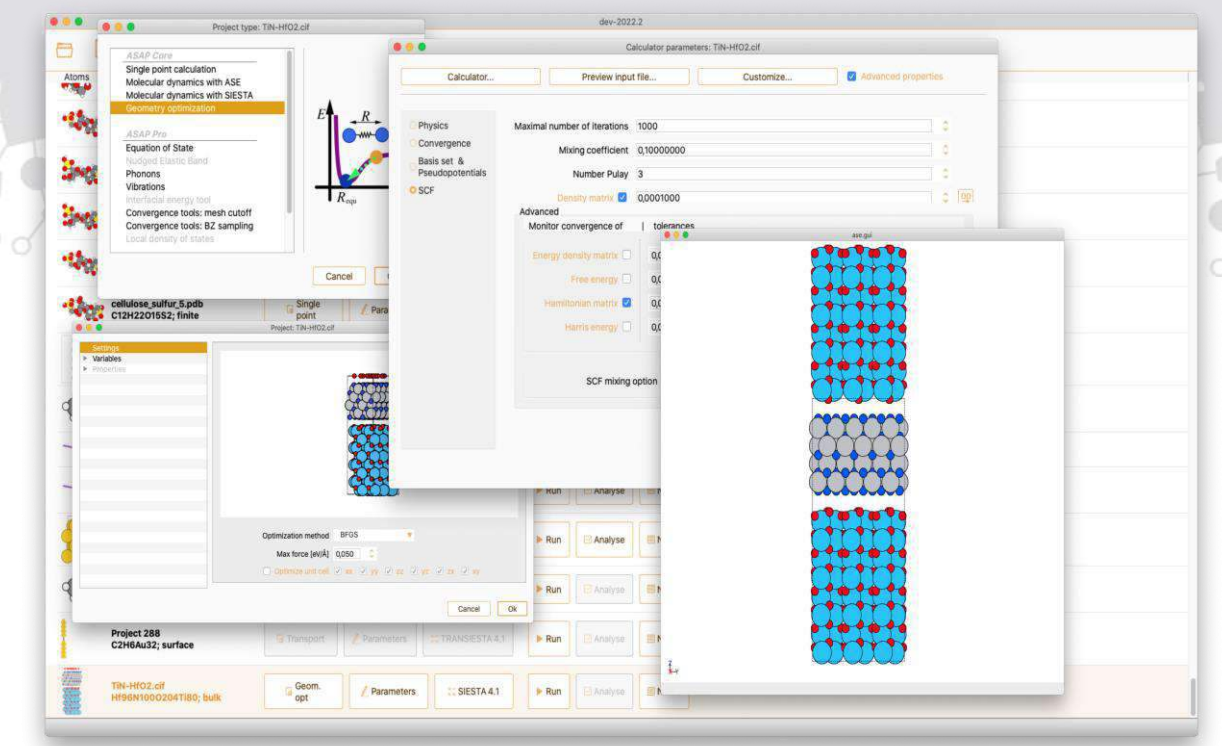 dev-2022.2
Project type: TiN-HfO2.cif
ASAP Core
Single point calculation
Molecular dynamics with ASE
Molecular dynamics with SIESTA
Geometry optimization
ASAP Pro
Equation of State
Nudged Elastic Band
Phonons
Vibrations
Interfacial energy tool
Convergence tools: mesh cutoff
Convergence tools: BZ sampling
Local density of states
E
R
R equi
Cancel
Atoms
Calculator parameters: TiN-HfO2.cif
Calculator...
Preview input file...
Customize...
Advanced properties
Physics
Convergence
Basis set &
Pseudopotentials
SCF
Maximal number of iterations 1000
Mixing coefficient 0,10000000
Number Pulay 3
Density matrix 0,0001000
Advanced
Monitor convergence of | tolerances
Energy density matrix
Free energy
Hamiltonian matrix
Harris energy
SCF mixing option
ase.gui
cellulose_sulfur_5.pdb
C12H22O15S2; finite
Single
point
Project: TiN-HfO2.cif
Settings
Variables
Properties
Optimization method BFGS
Max force [eV/Å] 0,050
Optimize unit cell xx yy zz yz zx xy
Cancel
Ok
Run Analyse
Run Analyse
Run Analyse
Project 288
C2H6Au32; surface
Transport
Parameters
TRANSIESTA 4.1
Run
Analyse
TiN-HfO2.cif
Hf96N100O204Ti80; bulk
Geom.
opt
Parameters
SIESTA 4.1
Run
Analyse